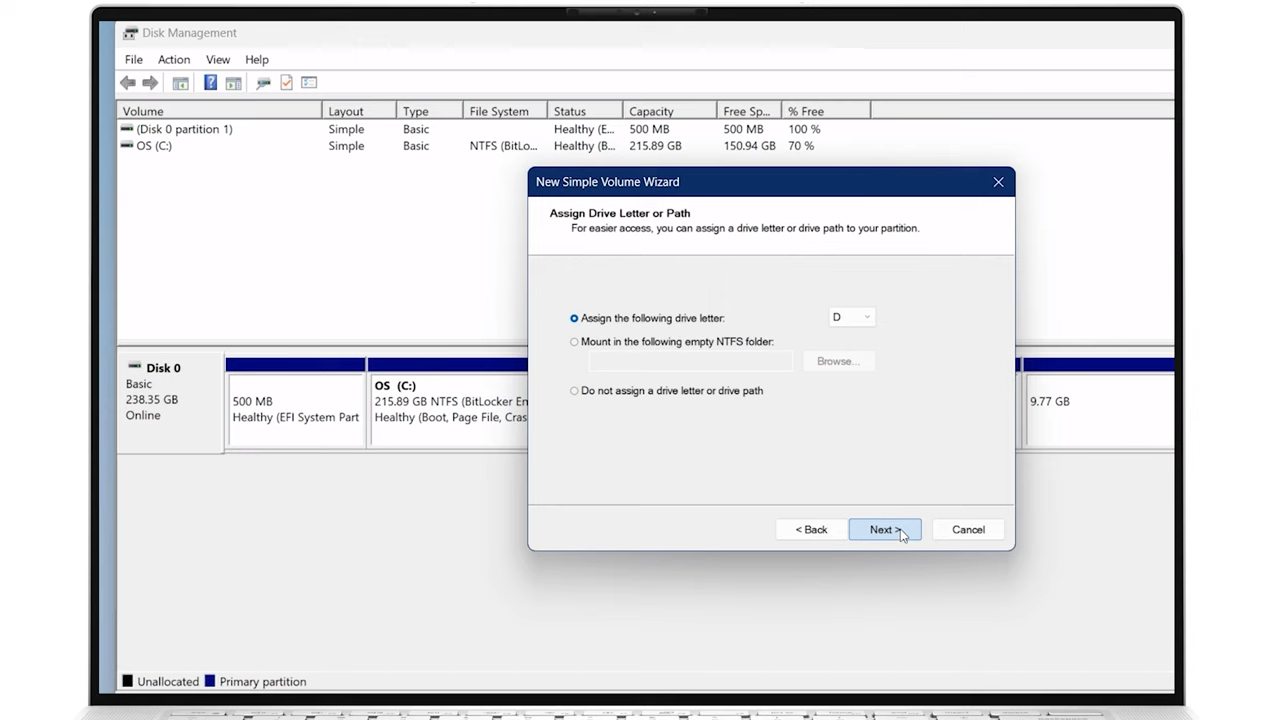 Disk Management
File Action View Help
Volume Layout Type File System Status Capacity Free Sp... % Free
(Disk 0 partition 1) Simple Basic Healthy (E... 500 MB 500 MB 100 %
OS (C:) Simple Basic NTFS (BitLo... Healthy (B... 215.89 GB 150.94 GB 70 %
New Simple Volume Wizard
Assign Drive Letter or Path
For easier access, you can assign a drive letter or drive path to your partition.
Assign the following drive letter: D
Mount in the following empty NTFS folder:
Browse...
Do not assign a drive letter or drive path
< Back Next > Cancel
Disk 0
Basic
238.35 GB
Online
500 MB
Healthy (EFI System Part
OS (C:)
215.89 GB NTFS (BitLocker En
Healthy (Boot, Page File, Cras
9.77 GB
Unallocated Primary partition